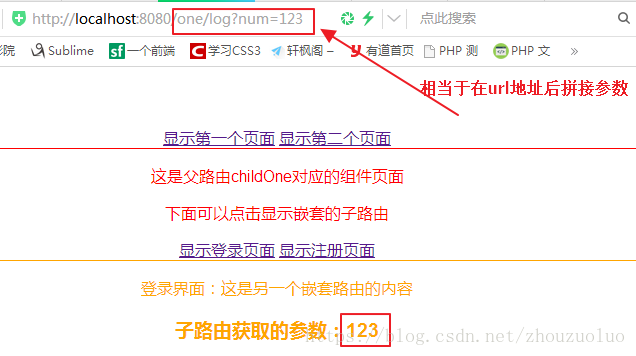 http://localhost:8080/one/log?num=123
点此搜索
影院 Sublime sf 一个前端 学习CSS3 轩枫阁 – 有道首页 PHP 测 PHP 文 »
相当于在url地址后拼接参数
显示第一个页面 显示第二个页面
这是父路由childOne对应的组件页面
下面可以点击显示嵌套的子路由
显示登录页面 显示注册页面
登录界面：这是另一个嵌套路由的内容
子路由获取的参数：123
https://blog.csdn.net/zhouzuoluo